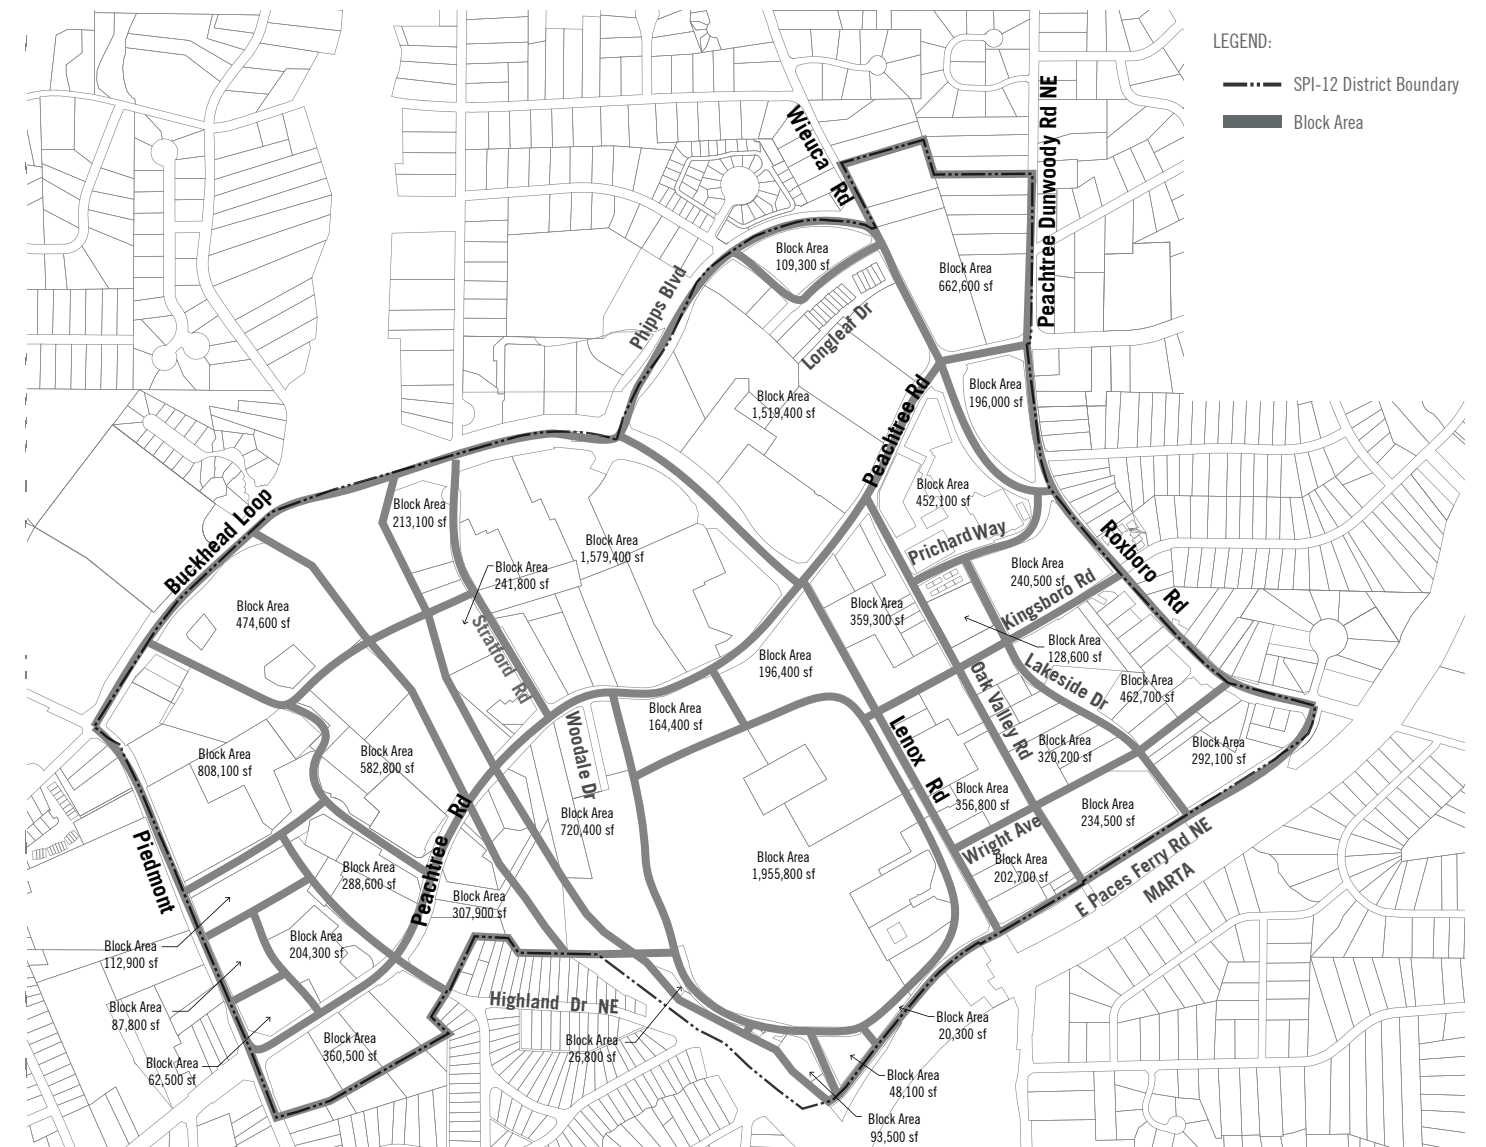 LEGEND:
SPI-12 District Boundary
Block Area
Wieuca Rd
Peachtree Dunwoody Rd NE
Block Area
109,300 sf
Block Area
662,600 sf
Phipps Blvd
Longleaf Dr
Block Area
1,519,400 sf
Peachtree Rd
Block Area
196,000 sf
Buckhead Loop
Block Area
213,100 sf
Block Area
452,100 sf
Block Area
1,579,400 sf
Prichard Way
Roxboro Rd
Block Area
241,800 sf
Block Area
240,500 sf
Kingsboro Rd
Block Area
474,600 sf
Block Area
359,300 sf
Stratford Rd
Block Area
128,600 sf
Block Area
196,400 sf
Oak Valley Rd
Lakeside Dr
Block Area
462,700 sf
Block Area
164,400 sf
Woodale Dr
Lenox Rd
Block Area
808,100 sf
Block Area
582,800 sf
Block Area
320,200 sf
Block Area
292,100 sf
Block Area
356,800 sf
Block Area
234,500 sf
Block Area
720,400 sf
Peachtree Rd
Wright Ave
Piedmont
Block Area
288,600 sf
Block Area
1,955,800 sf
Block Area
202,700 sf
E Paces Ferry Rd NE
MARTA
Block Area
307,900 sf
Block Area
112,900 sf
Block Area
204,300 sf
Highland Dr NE
Block Area
87,800 sf
Block Area
20,300 sf
Block Area
360,500 sf
Block Area
26,800 sf
Block Area
62,500 sf
Block Area
48,100 sf
Block Area
93,500 sf